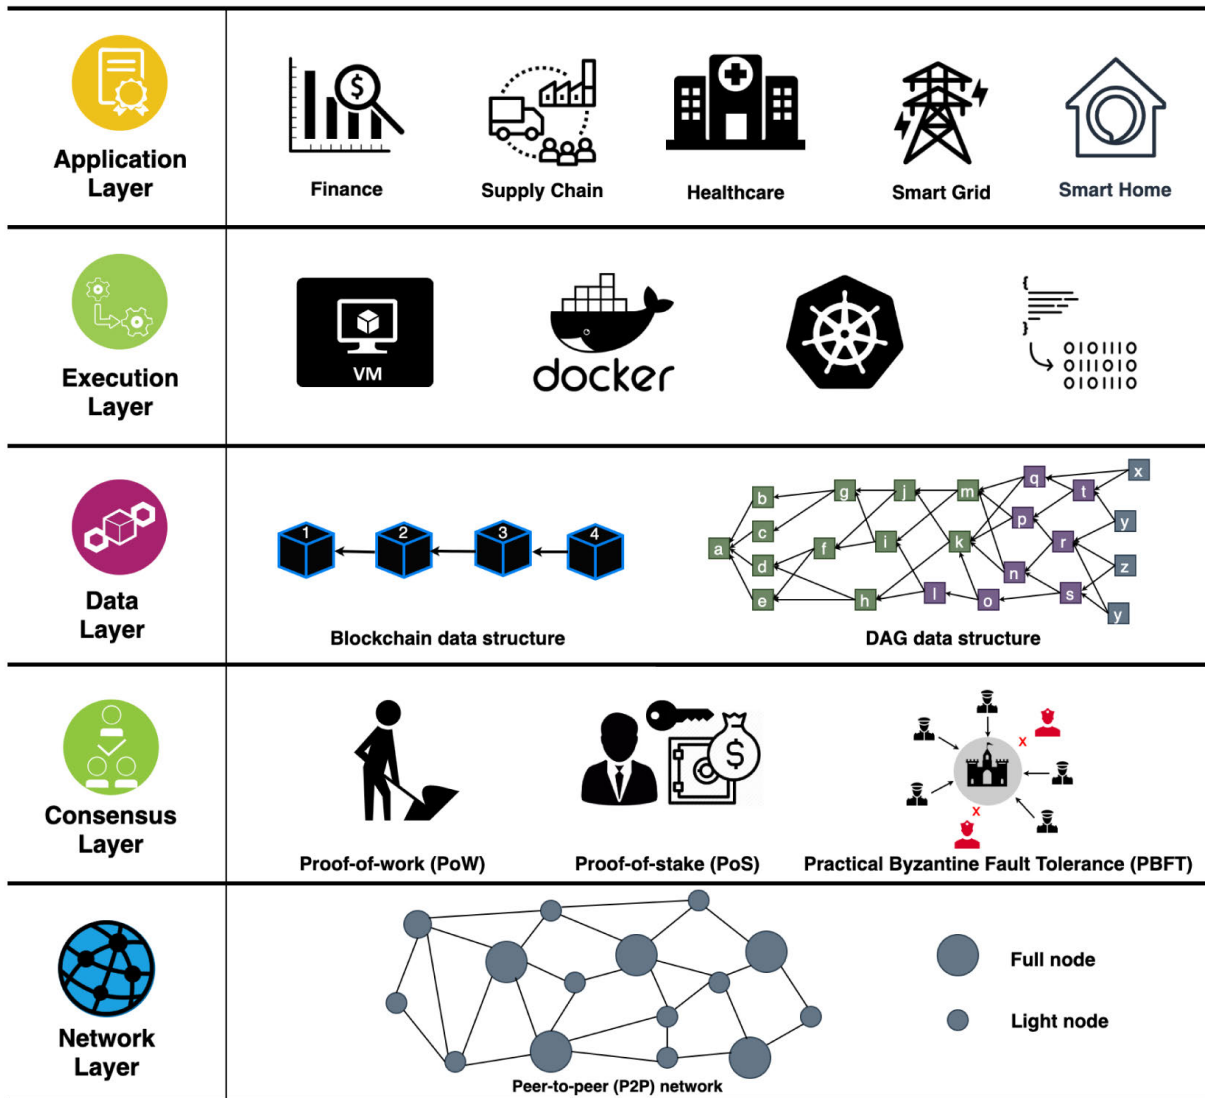 Application
Layer
$
Finance
Supply Chain
Healthcare
Smart Grid
Smart Home
Execution
Layer
VM
docker
{
}
010110
011010
010110
Data
Layer
1
2
3
4
Blockchain data structure
a
b
c
d
e
g
f
h
j
i
l
m
k
o
q
p
n
t
r
s
x
y
z
y
DAG data structure
Consensus
Layer
Proof-of-work (PoW)
$
Proof-of-stake (PoS)
x
x
Practical Byzantine Fault Tolerance (PBFT)
Network
Layer
Peer-to-peer (P2P) network
Full node
Light node